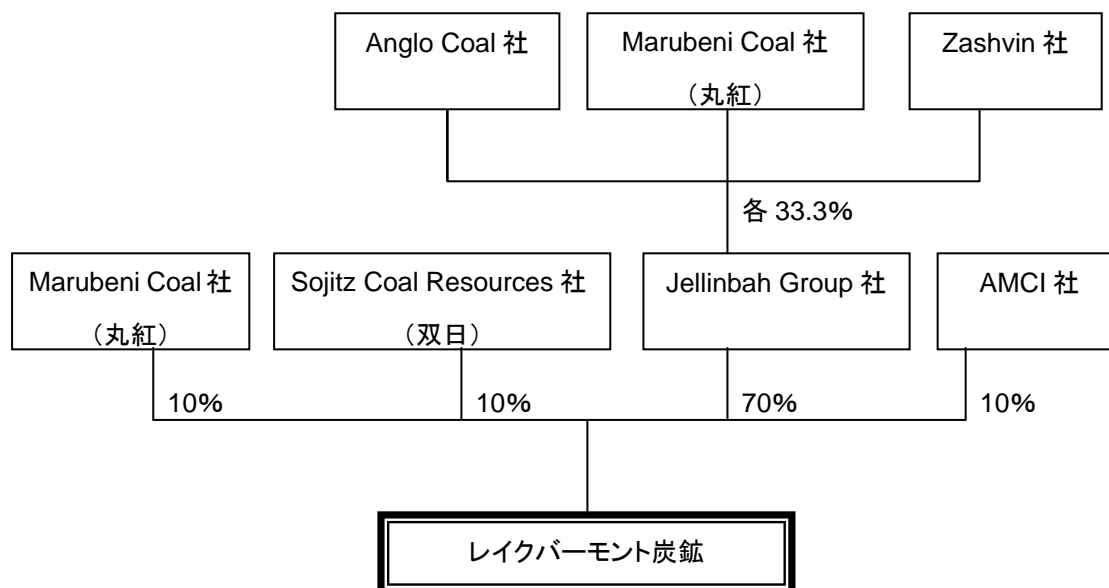 Anglo Coal 社
Marubeni Coal 社
（丸紅）
Zashvin 社
各 33.3%
Marubeni Coal 社
（丸紅）
Sojitz Coal Resources 社
（双日）
Jellinbah Group 社
AMCI 社
10%
10%
70%
10%
レイクバーモント炭鉱